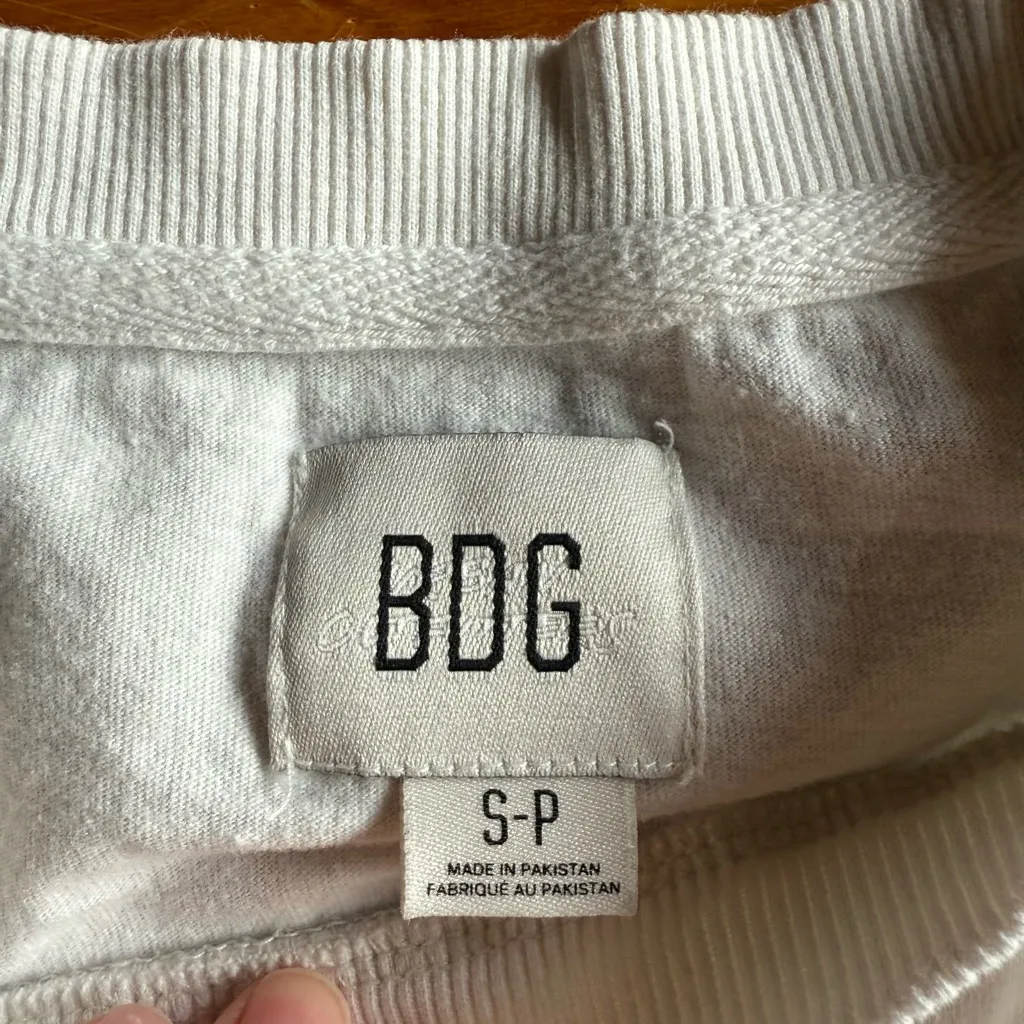 BDG
S-P
MADE IN PAKISTAN
FABRIQUÉ AU PAKISTAN